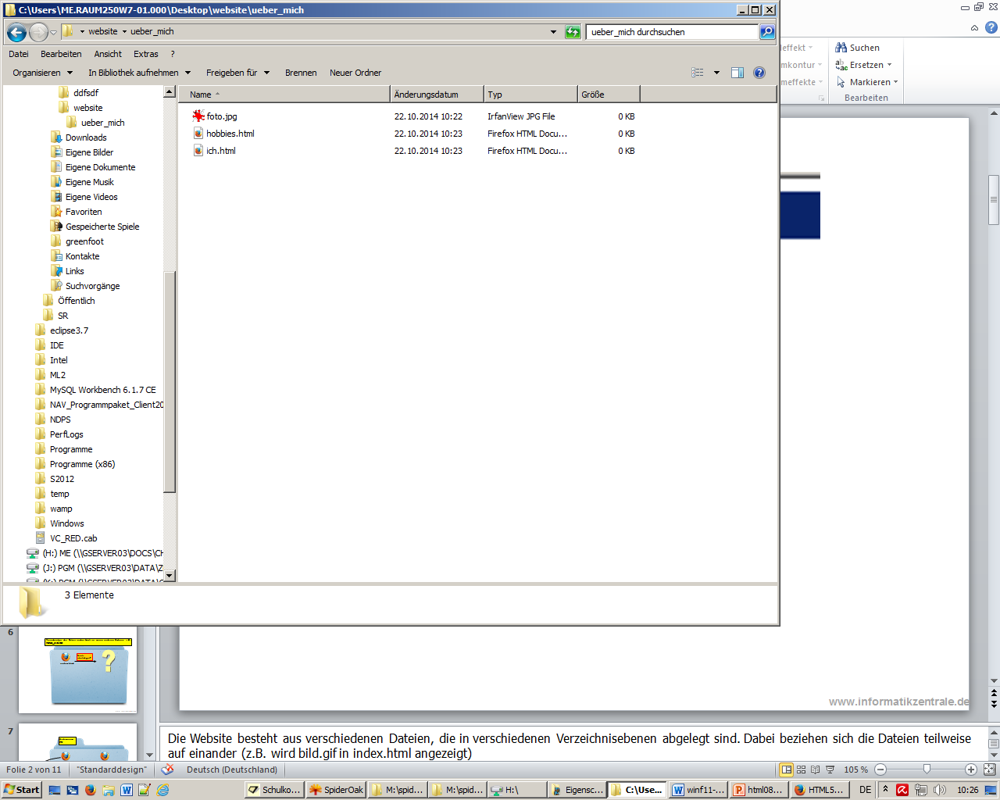 C:\Users\ME.RAUM250W7-01.000\Desktop\website\ueber_mich
website ueber_mich
ueber_mich durchsuchen
Datei Bearbeiten Ansicht Extras ?
Organisieren In Bibliothek aufnehmen Freigeben für Brennen Neuer Ordner
Name Änderungsdatum Typ Größe
foto.jpg 22.10.2014 10:22 IrfanView JPG File 0 KB
hobbies.html 22.10.2014 10:23 Firefox HTML Docu... 0 KB
ich.html 22.10.2014 10:23 Firefox HTML Docu... 0 KB
ddfsdf
website
ueber_mich
Downloads
Eigene Bilder
Eigene Dokumente
Eigene Musik
Eigene Videos
Favoriten
Gespeicherte Spiele
greenfoot
Kontakte
Links
Suchvorgänge
Öffentlich
SR
eclipse3.7
IDE
Intel
ML2
MySQL Workbench 6.1.7 CE
NAV_Programmpaket_Client20
NDPS
PerfLogs
Programme
Programme (x86)
S2012
temp
wamp
Windows
VC_RED.cab
(H:) ME (\\GSERVER03\DOCS\CH
(J:) PGM (\\GSERVER03\DATA\Z
3 Elemente
leffekt Suchen
mkontur Ersetzen
meffekte Markieren
Bearbeiten
www.informatikzentrale.de
6
7
Die Website besteht aus verschiedenen Dateien, die in verschiedenen Verzeichnisebenen abgelegt sind. Dabei beziehen sich die Dateien teilweise
auf einander (z.B. wird bild.gif in index.html angezeigt)
Folie 2 von 11 "Standarddesign" Deutsch (Deutschland) 105 %
Start Schulko... SpiderOak M:\spid... M:\spid... H:\ Eigensc... C:\Use... winf11-... html08... HTML5... DE 10:26